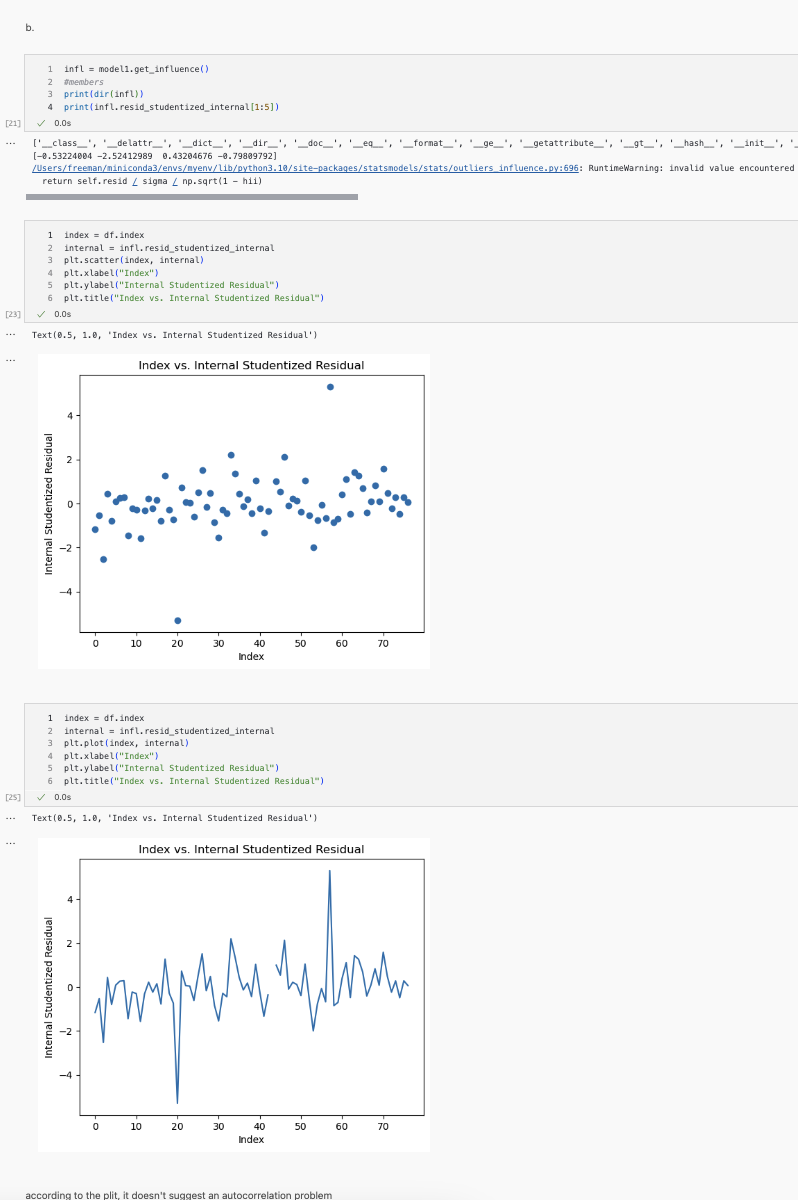 b.
1 infl = model1.get_influence()
2 #members
3 print(dir(infl))
4 print(infl.resid_studentized_internal[1:5])
[21] ✓ 0.0s
... ['__class__', '__delattr__', '__dict__', '__dir__', '__doc__', '__eq__', '__format__', '__ge__', '__getattribute__', '__gt__', '__hash__', '__init__', '_
[-0.53224004 -2.52412989  0.43204676 -0.79809792]
/Users/freeman/miniconda3/envs/myenv/lib/python3.10/site-packages/statsmodels/stats/outliers_influence.py:696: RuntimeWarning: invalid value encountered
return self.resid / sigma / np.sqrt(1 - hii)
1 index = df.index
2 internal = infl.resid_studentized_internal
3 plt.scatter(index, internal)
4 plt.xlabel("Index")
5 plt.ylabel("Internal Studentized Residual")
6 plt.title("Index vs. Internal Studentized Residual")
[23] ✓ 0.0s
... Text(0.5, 1.0, 'Index vs. Internal Studentized Residual')
...
Index vs. Internal Studentized Residual
Internal Studentized Residual
4
2
0
−2
−4
0 10 20 30 40 50 60 70
Index
1 index = df.index
2 internal = infl.resid_studentized_internal
3 plt.plot(index, internal)
4 plt.xlabel("Index")
5 plt.ylabel("Internal Studentized Residual")
6 plt.title("Index vs. Internal Studentized Residual")
[25] ✓ 0.0s
... Text(0.5, 1.0, 'Index vs. Internal Studentized Residual')
...
Index vs. Internal Studentized Residual
Internal Studentized Residual
4
2
0
−2
−4
0 10 20 30 40 50 60 70
Index
according to the plit, it doesn't suggest an autocorrelation problem